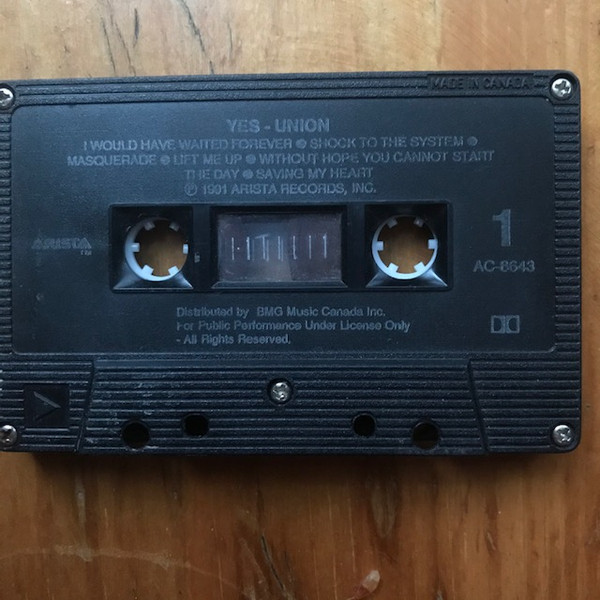 MADE IN CANADA
YES - UNION
I WOULD HAVE WAITED FOREVER ● SHOCK TO THE SYSTEM ●
MASQUERADE ● LIFT ME UP ● WITHOUT HOPE YOU CANNOT START
THE DAY ● SAVING MY HEART
℗ 1991 ARISTA RECORDS, INC.
ARISTA
TM
1
AC-8643
Distributed by BMG Music Canada Inc.
For Public Performance Under License Only
- All Rights Reserved.